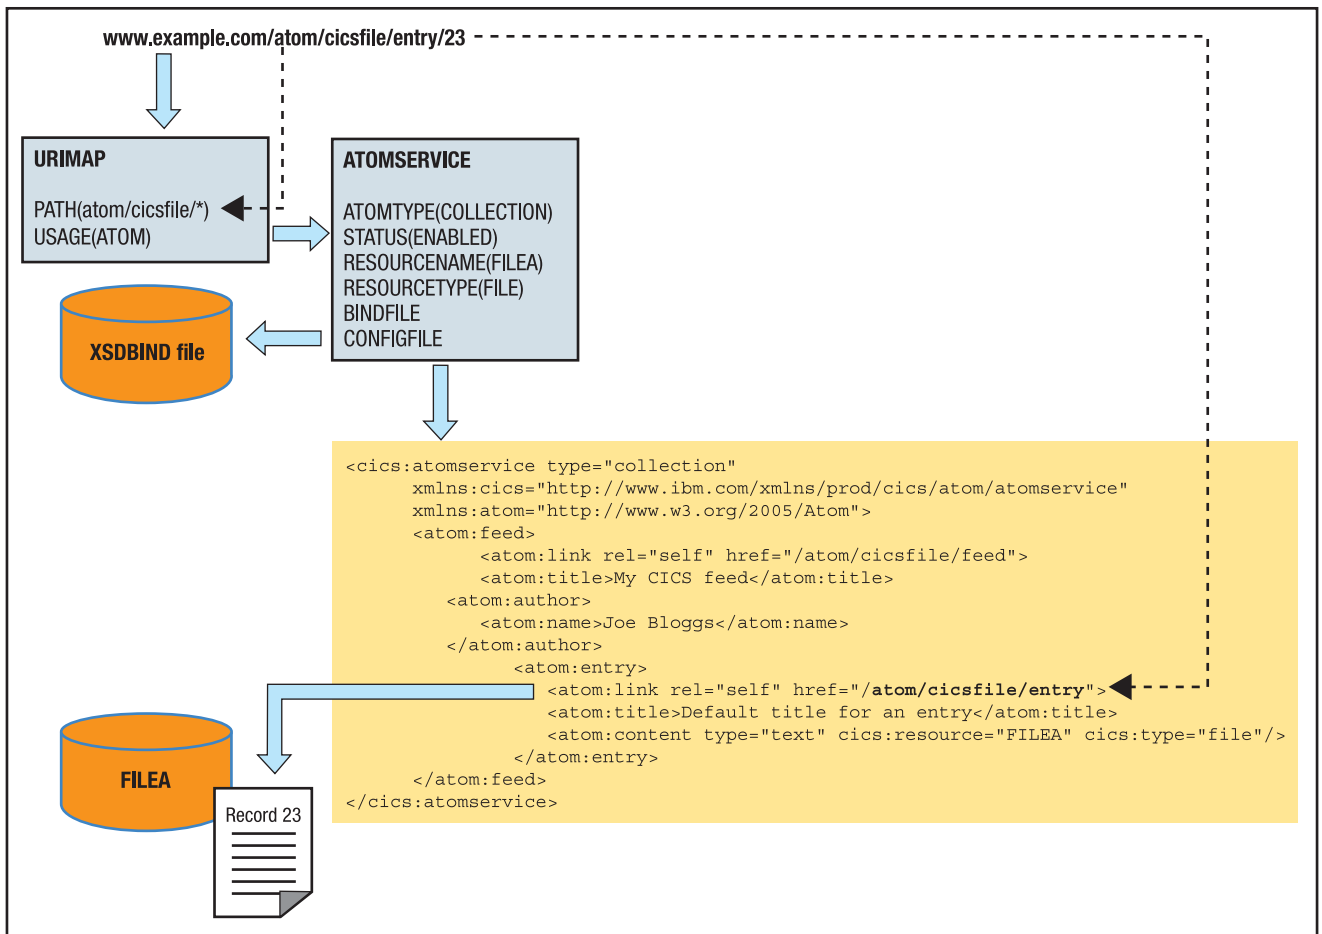 www.example.com/atom/cicsfile/entry/23
URIMAP
PATH(atom/cicsfile/*)
USAGE(ATOM)
ATOMSERVICE
ATOMTYPE(COLLECTION)
STATUS(ENABLED)
RESOURCENAME(FILEA)
RESOURCETYPE(FILE)
BINDFILE
CONFIGFILE
XSDBIND file
<cics:atomservice type="collection"
xmlns:cics="http://www.ibm.com/xmlns/prod/cics/atom/atomservice"
xmlns:atom="http://www.w3.org/2005/Atom">
<atom:feed>
<atom:link rel="self" href="/atom/cicsfile/feed">
<atom:title>My CICS feed</atom:title>
<atom:author>
<atom:name>Joe Bloggs</atom:name>
</atom:author>
<atom:entry>
<atom:link rel="self" href="/atom/cicsfile/entry">
<atom:title>Default title for an entry</atom:title>
<atom:content type="text" cics:resource="FILEA" cics:type="file"/>
</atom:entry>
</atom:feed>
</cics:atomservice>
FILEA
Record 23